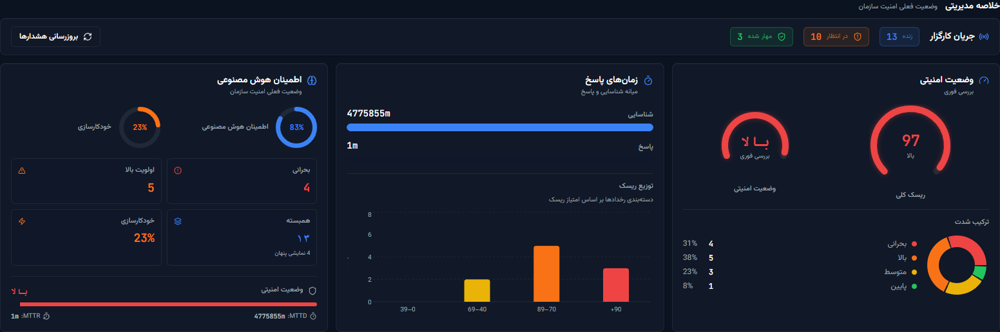 خلاصه مدیریتی وضعیت فعلی امنیت سازمان
جریان کارگزار
زنده 13
در انتظار 10
مهار شده 3
بروزرسانی هشدارها
وضعیت امنیتی
بررسی فوری
97
بالا
ریسک کلی
بالا
بررسی فوری
وضعیت امنیتی
ترکیب شدت
بحرانی 4 31%
بالا 5 38%
متوسط 3 23%
پایین 1 8%
زمان‌های پاسخ
میانه شناسایی و پاسخ
شناسایی 4775855m
پاسخ 1m
توزیع ریسک
دسته‌بندی رخدادها بر اساس امتیاز ریسک
8
6
4
2
0
39–0 69–40 89–70 +90
اطمینان هوش مصنوعی
وضعیت فعلی امنیت سازمان
83% اطمینان هوش مصنوعی
23% خودکارسازی
بحرانی
4
اولویت بالا
5
همبسته
۱۳
4 نمایشی پنهان
خودکارسازی
23%
وضعیت امنیتی بالا
MTTD: 4775855m
MTTR: 1m